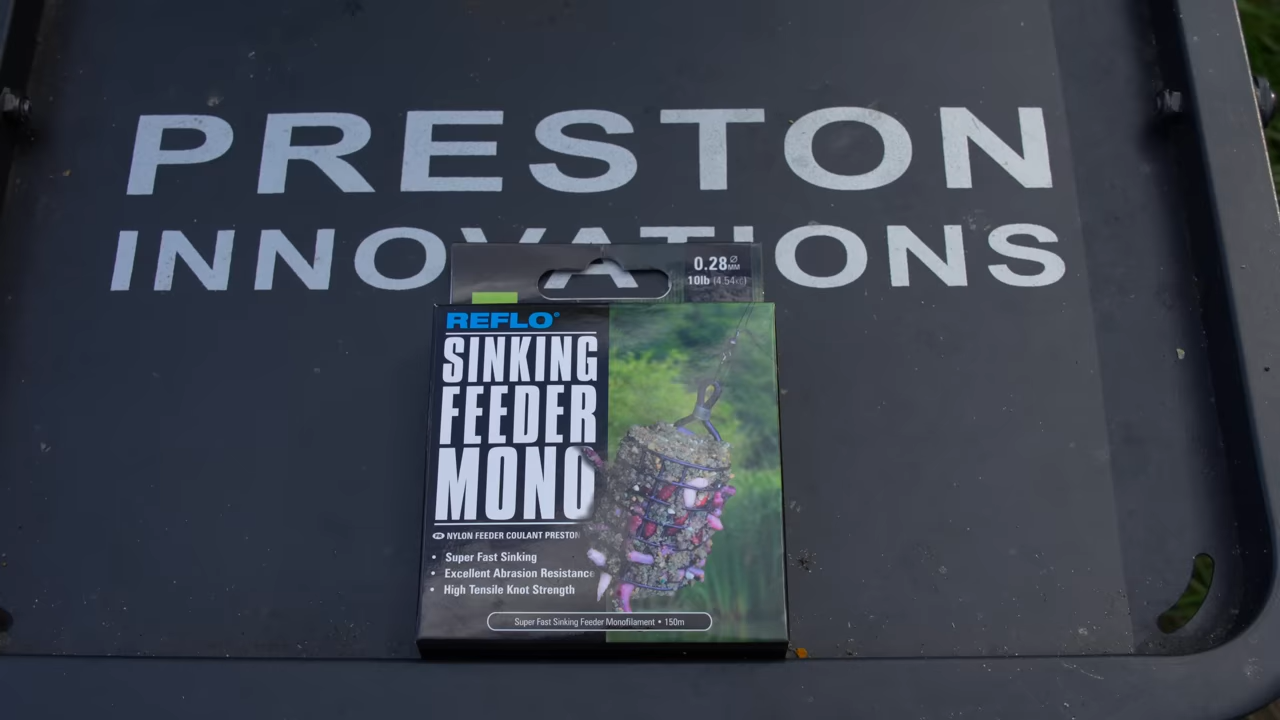 PRESTON
INNOVATIONS
0.28 Ø MM
10lb (4.54KG)
REFLO®
SINKING
FEEDER
MONO
FR NYLON FEEDER COULANT PRESTON
• Super Fast Sinking
• Excellent Abrasion Resistance
• High Tensile Knot Strength
Super Fast Sinking Feeder Monofilament • 150m